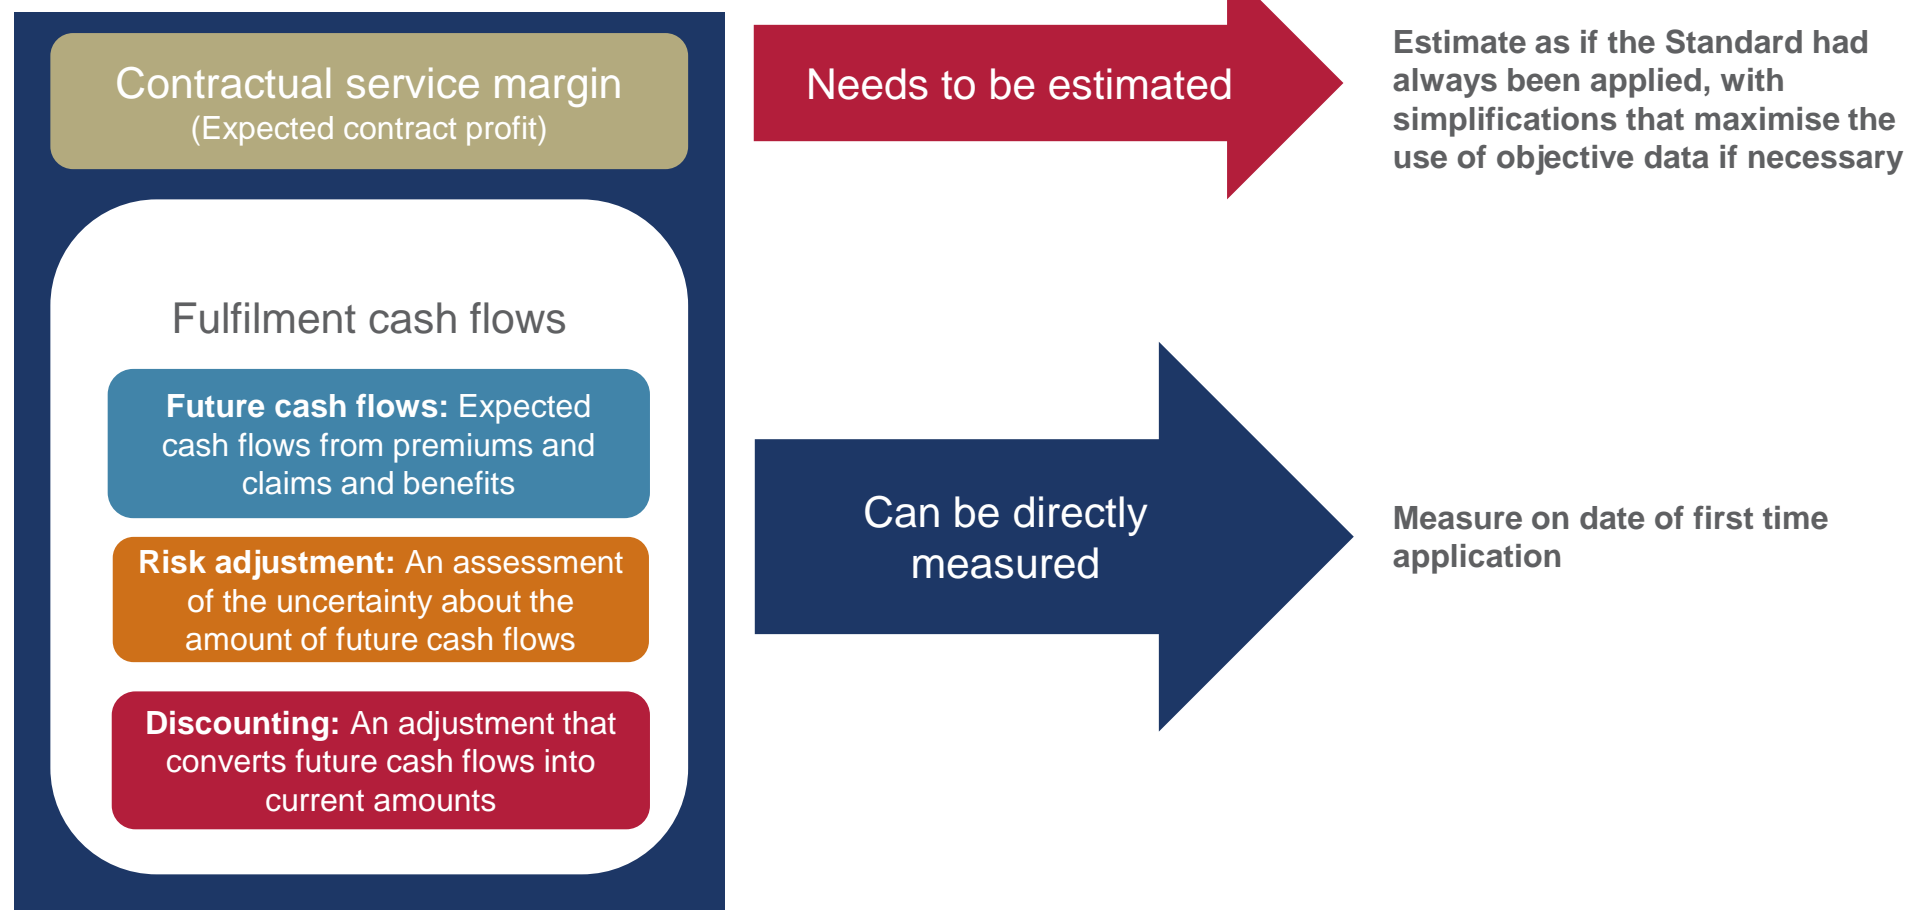 Contractual service margin
(Expected contract profit)
Needs to be estimated
Estimate as if the Standard had
always been applied, with
simplifications that maximise the
use of objective data if necessary
Fulfilment cash flows
Future cash flows: Expected
cash flows from premiums and
claims and benefits
Risk adjustment: An assessment
of the uncertainty about the
amount of future cash flows
Discounting: An adjustment that
converts future cash flows into
current amounts
Can be directly
measured
Measure on date of first time
application